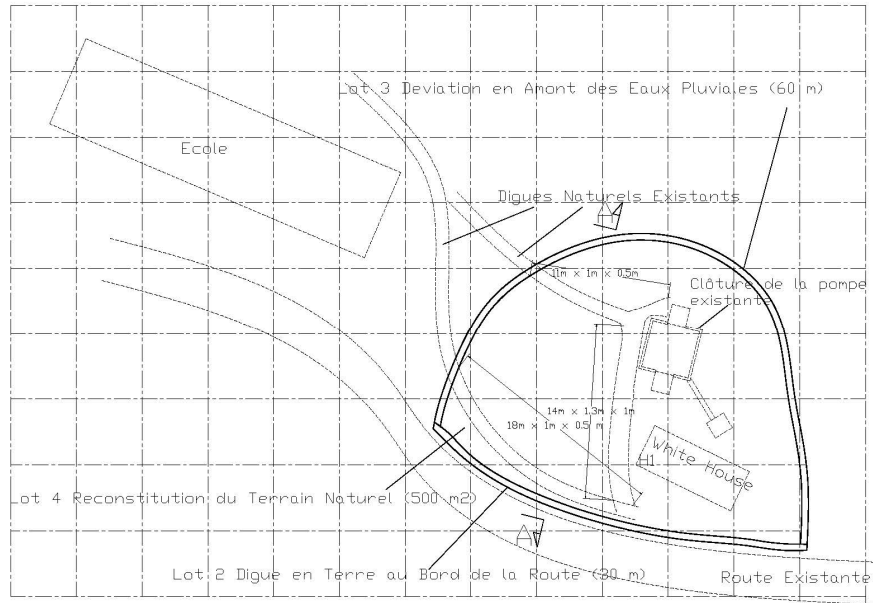 Lot 3 Deviation en Amont des Eaux Pluviales (60 m)
Ecole
Digues Naturels Existants
A
11m x 1m x 0.5m
Clôture de la pompe
existante
14m x 1.3m x 1m
18m x 1m x 0.5 m
White House
H1
Lot 4 Reconstitution du Terrain Naturel (500 m2)
A
Lot 2 Digue en Terre au Bord de la Route (30 m)
Route Existante